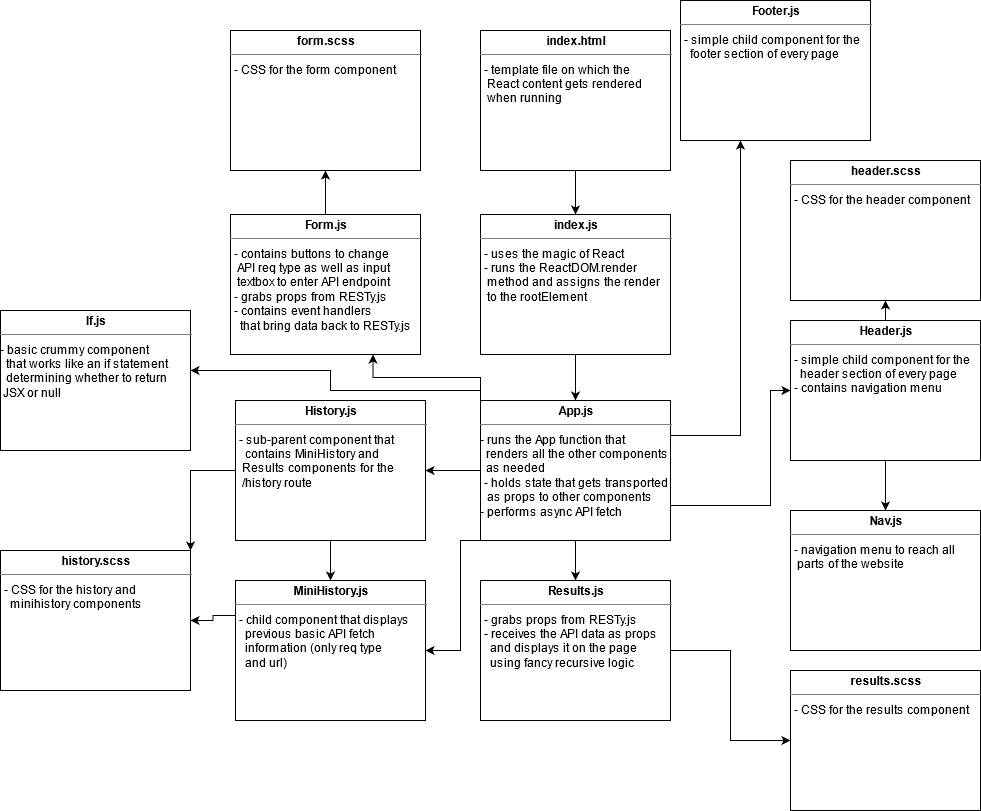 Footer.js
- simple child component for the
footer section of every page
form.scss
- CSS for the form component
index.html
- template file on which the
React content gets rendered
when running
header.scss
- CSS for the header component
Form.js
- contains buttons to change
API req type as well as input
textbox to enter API endpoint
- grabs props from RESTy.js
- contains event handlers
that bring data back to RESTy.js
index.js
- uses the magic of React
- runs the ReactDOM.render
method and assigns the render
to the rootElement
If.js
- basic crummy component
that works like an if statement
determining whether to return
JSX or null
Header.js
- simple child component for the
header section of every page
- contains navigation menu
History.js
- sub-parent component that
contains MiniHistory and
Results components for the
/history route
App.js
- runs the App function that
renders all the other components
as needed
- holds state that gets transported
as props to other components
- performs async API fetch
Nav.js
- navigation menu to reach all
parts of the website
history.scss
- CSS for the history and
minihistory components
MiniHistory.js
- child component that displays
previous basic API fetch
information (only req type
and url)
Results.js
- grabs props from RESTy.js
- receives the API data as props
and displays it on the page
using fancy recursive logic
results.scss
- CSS for the results component